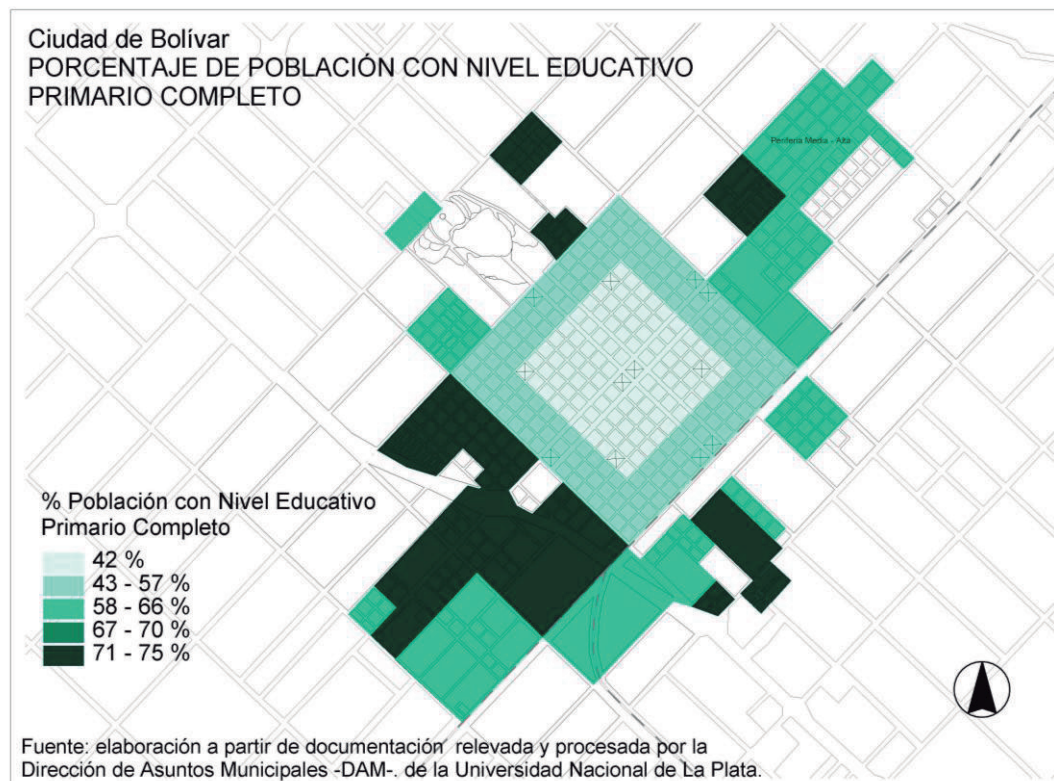 Ciudad de Bolívar
PORCENTAJE DE POBLACIÓN CON NIVEL EDUCATIVO
PRIMARIO COMPLETO
Periferia Media - Alta
% Población con Nivel Educativo
Primario Completo
42 %
43 - 57 %
58 - 66 %
67 - 70 %
71 - 75 %
Fuente: elaboración a partir de documentación relevada y procesada por la
Dirección de Asuntos Municipales -DAM-. de la Universidad Nacional de La Plata.